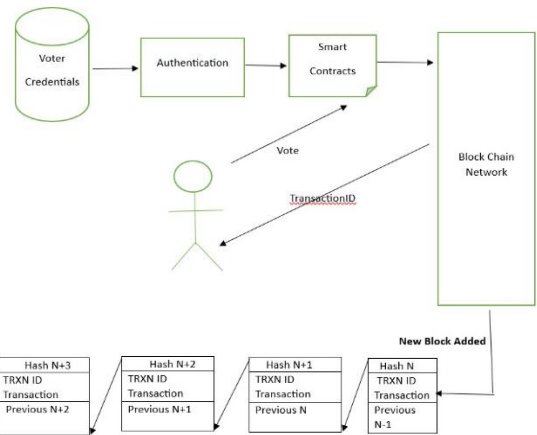 Voter
Credentials
Authentication
Smart
Contracts
Block Chain
Network
Vote
TransactionID
New Block Added
Hash N+3
TRXN ID
Transaction
Previous N+2
Hash N+2
TRXN ID
Transaction
Previous N+1
Hash N+1
TRXN ID
Transaction
Previous N
Hash N
TRXN ID
Transaction
Previous
N-1